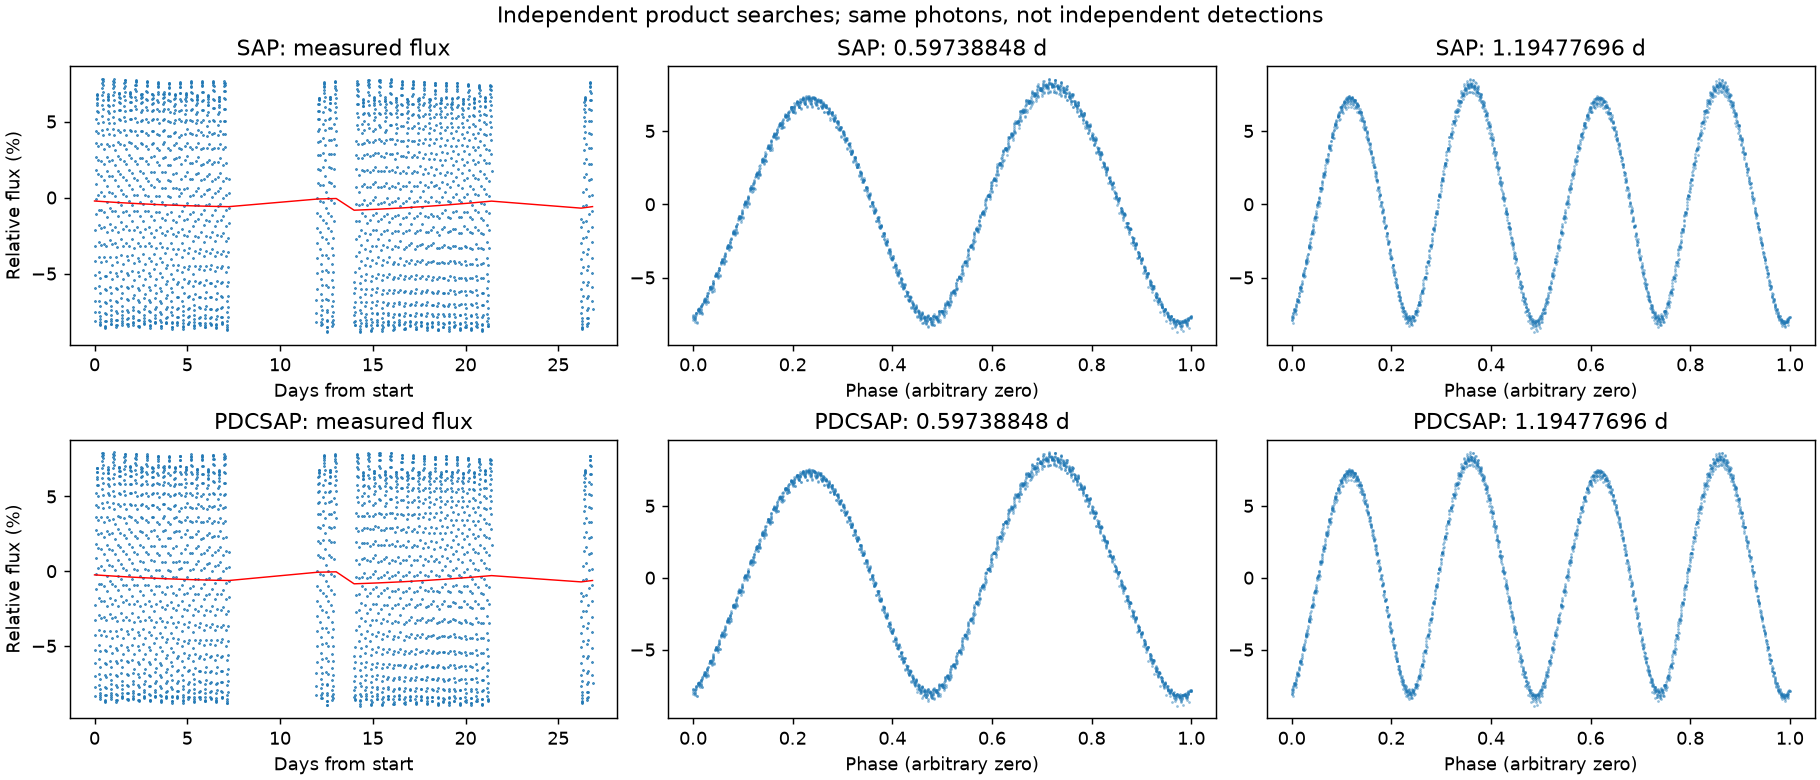 Independent product searches; same photons, not independent detections
SAP: measured flux
SAP: 0.59738848 d
SAP: 1.19477696 d
Relative flux (%)
5
0
−5
0 5 10 15 20 25
Days from start
5
0
−5
0.0 0.2 0.4 0.6 0.8 1.0
Phase (arbitrary zero)
5
0
−5
0.0 0.2 0.4 0.6 0.8 1.0
Phase (arbitrary zero)
PDCSAP: measured flux
PDCSAP: 0.59738848 d
PDCSAP: 1.19477696 d
Relative flux (%)
5
0
−5
0 5 10 15 20 25
Days from start
5
0
−5
0.0 0.2 0.4 0.6 0.8 1.0
Phase (arbitrary zero)
5
0
−5
0.0 0.2 0.4 0.6 0.8 1.0
Phase (arbitrary zero)